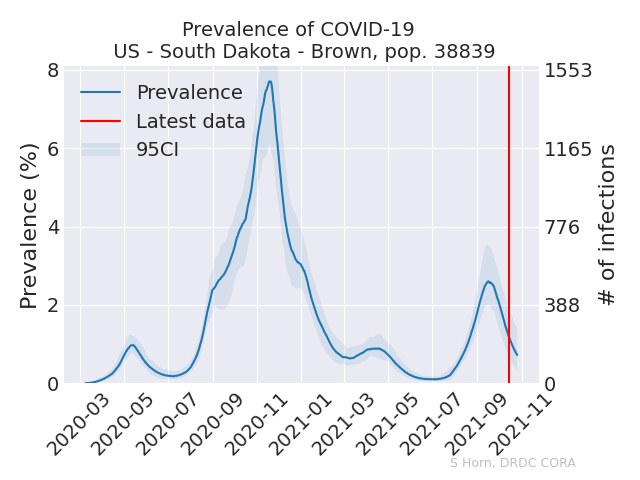 Prevalence of COVID-19
US - South Dakota - Brown, pop. 38839
Prevalence
Latest data
95CI
Prevalence (%)
8
6
4
2
0
1553
1165
776
388
0
# of infections
2020-03
2020-05
2020-07
2020-09
2020-11
2021-01
2021-03
2021-05
2021-07
2021-09
2021-11
S Horn, DRDC CORA